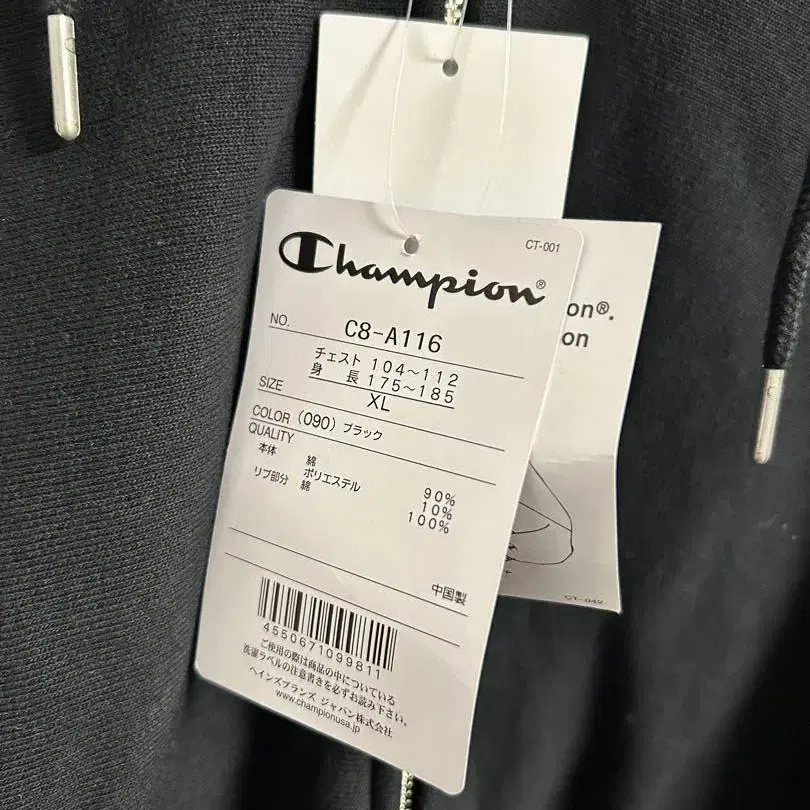 CT-001
Champion®
NO. C8-A116
チェスト 104～112
身 長 175～185
SIZE XL
COLOR (090) ブラック
QUALITY
本体 綿 90%
ポリエステル 10%
リブ部分 綿 100%
中国製
4550671099811
ご使用の際は商品の中についている
洗濯ラベルの注意書きを必ずお読み下さい。
ヘインズブランズ ジャパン株式会社
www.championusa.jp
on®.
on
CT-042